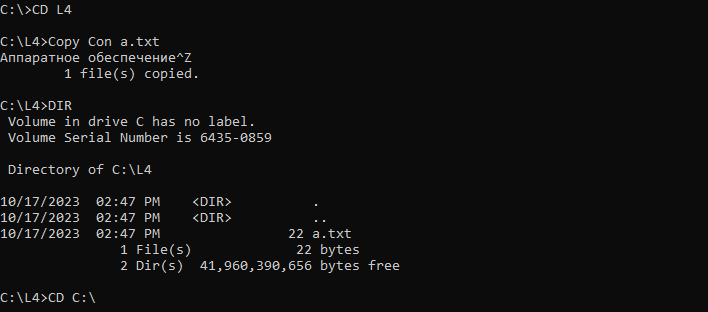 C:\>CD L4
C:\L4>Copy Con a.txt
Аппаратное обеспечение^Z
1 file(s) copied.
C:\L4>DIR
Volume in drive C has no label.
Volume Serial Number is 6435-0859
Directory of C:\L4
10/17/2023  02:47 PM    <DIR>          .
10/17/2023  02:47 PM    <DIR>          ..
10/17/2023  02:47 PM                22 a.txt
1 File(s)             22 bytes
2 Dir(s)  41,960,390,656 bytes free
C:\L4>CD C:\